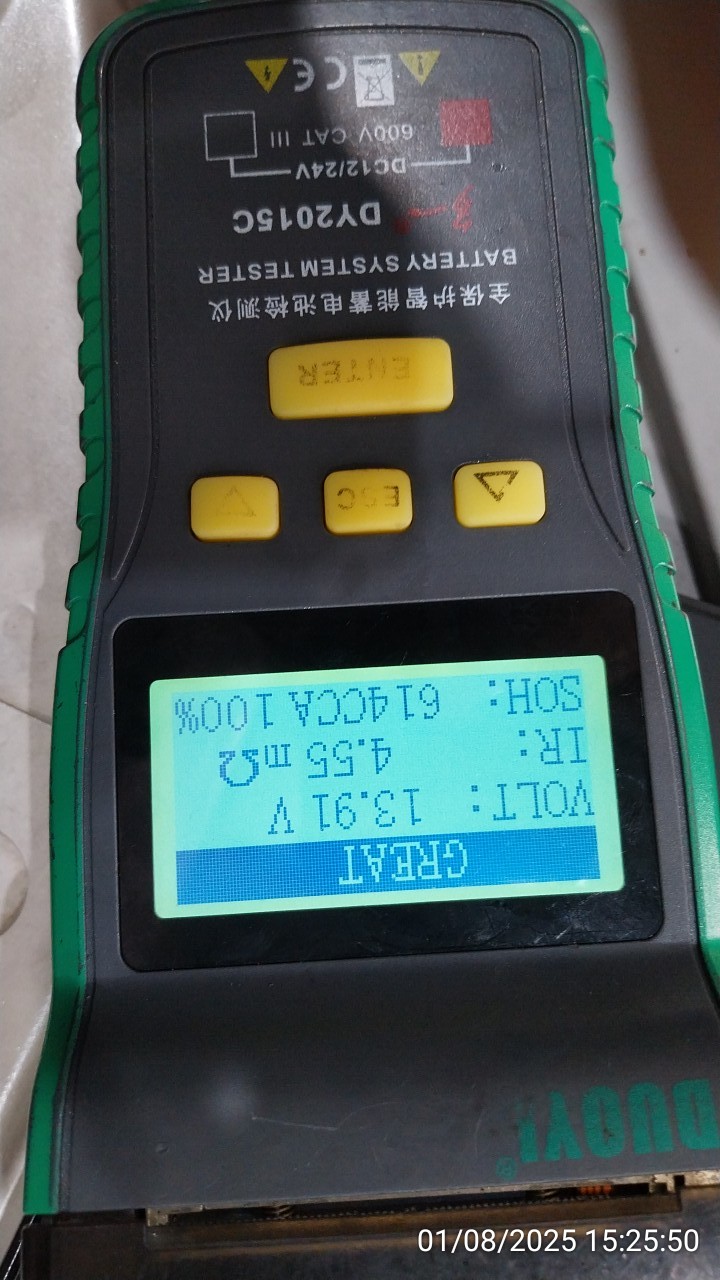 DUOYI®
GREAT
VOLT: 13.91 V
IR: 4.55 mΩ
SOH: 614CCA 100%
ESC
ENTER
全保护智能蓄电池检测仪
BATTERY SYSTEM TESTER
DY2015C
DC12/24V
600V CAT III
CE
01/08/2025 15:25:50